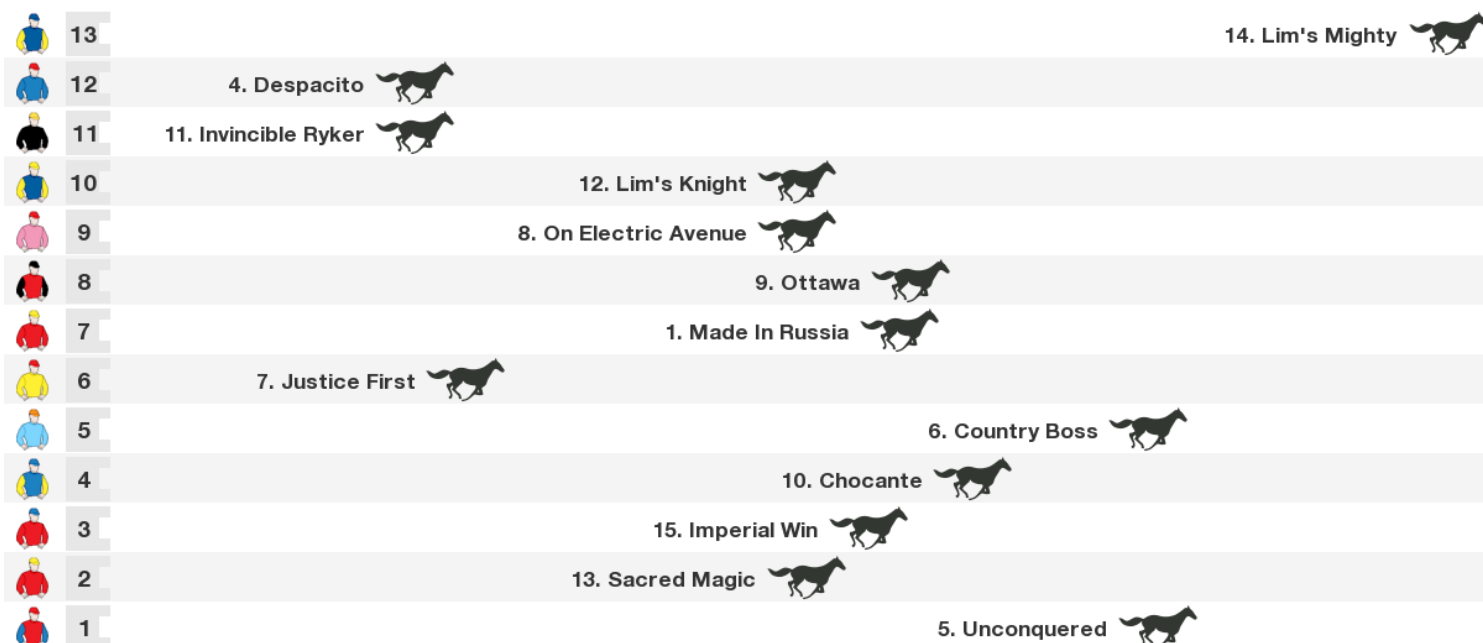 13 14. Lim's Mighty
12 4. Despacito
11 11. Invincible Ryker
10 12. Lim's Knight
9 8. On Electric Avenue
8 9. Ottawa
7 1. Made In Russia
6 7. Justice First
5 6. Country Boss
4 10. Chocante
3 15. Imperial Win
2 13. Sacred Magic
1 5. Unconquered